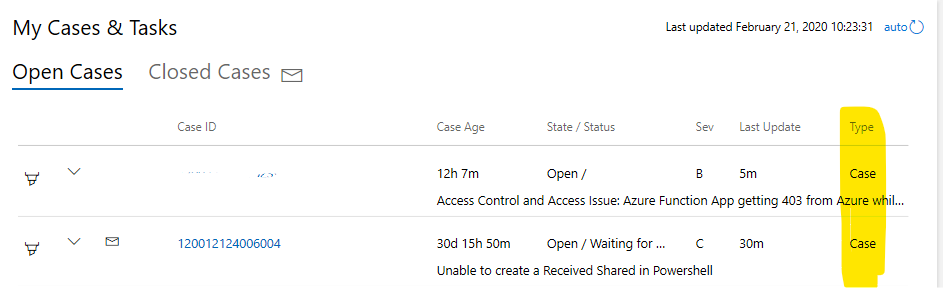 My Cases & Tasks
Last updated February 21, 2020 10:23:31 auto
Open Cases Closed Cases
Case ID Case Age State / Status Sev Last Update Type
12h 7m Open / B 5m Case
Access Control and Access Issue: Azure Function App getting 403 from Azure whil...
120012124006004 30d 15h 50m Open / Waiting for ... C 30m Case
Unable to create a Received Shared in Powershell